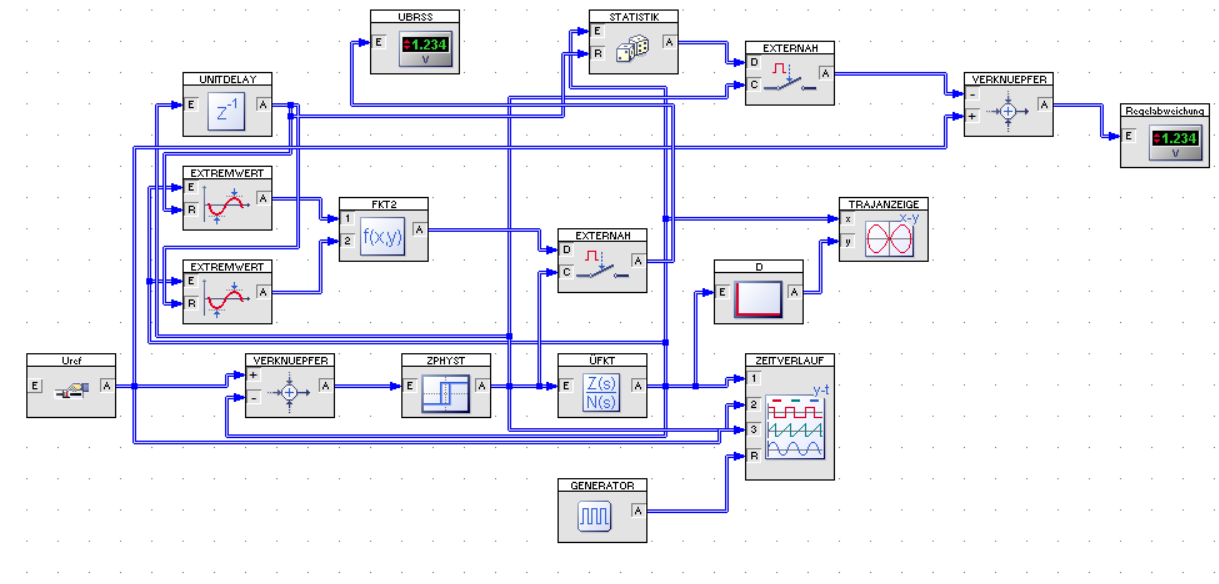 UBRSS
E
1.234
V
STATISTIK
E
R
A
EXTERNAH
D
C
A
VERKNUEPFER
-
+
A
Regelabweichung
E
1.234
V
UNITDELAY
E
Z-1
A
EXTREMWERT
E
R
A
FKT2
1
2
f(x,y)
A
EXTREMWERT
E
R
A
EXTERNAH
D
C
A
TRAJANZEIGE
x
y
x-y
D
E
A
Uref
E
A
VERKNUEPFER
+
-
A
ZPHYST
E
A
ÜFKT
E
Z(s)
N(s)
A
ZEITVERLAUF
1
2
3
R
y-t
GENERATOR
A